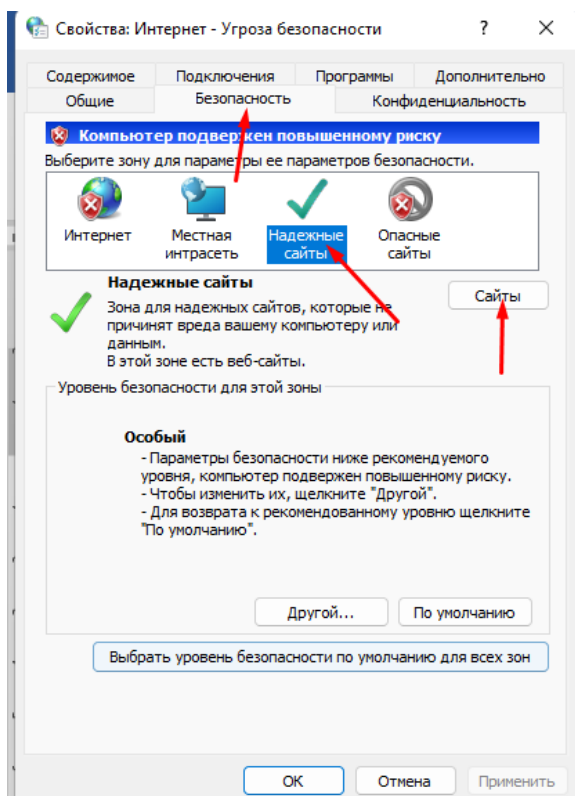 Свойства: Интернет - Угроза безопасности ? ×
Содержимое Подключения Программы Дополнительно
Общие Безопасность Конфиденциальность
Компьютер подвержен повышенному риску
Выберите зону для параметры ее параметров безопасности.
Интернет
Местная интрасеть
Надежные сайты
Опасные сайты
Надежные сайты
Сайты
Зона для надежных сайтов, которые не
причинят вреда вашему компьютеру или
данным.
В этой зоне есть веб-сайты.
Уровень безопасности для этой зоны
Особый
- Параметры безопасности ниже рекомендуемого
уровня, компьютер подвержен повышенному риску.
- Чтобы изменить их, щелкните "Другой".
- Для возврата к рекомендованному уровню щелкните
"По умолчанию".
Другой... По умолчанию
Выбрать уровень безопасности по умолчанию для всех зон
ОК Отмена Применить